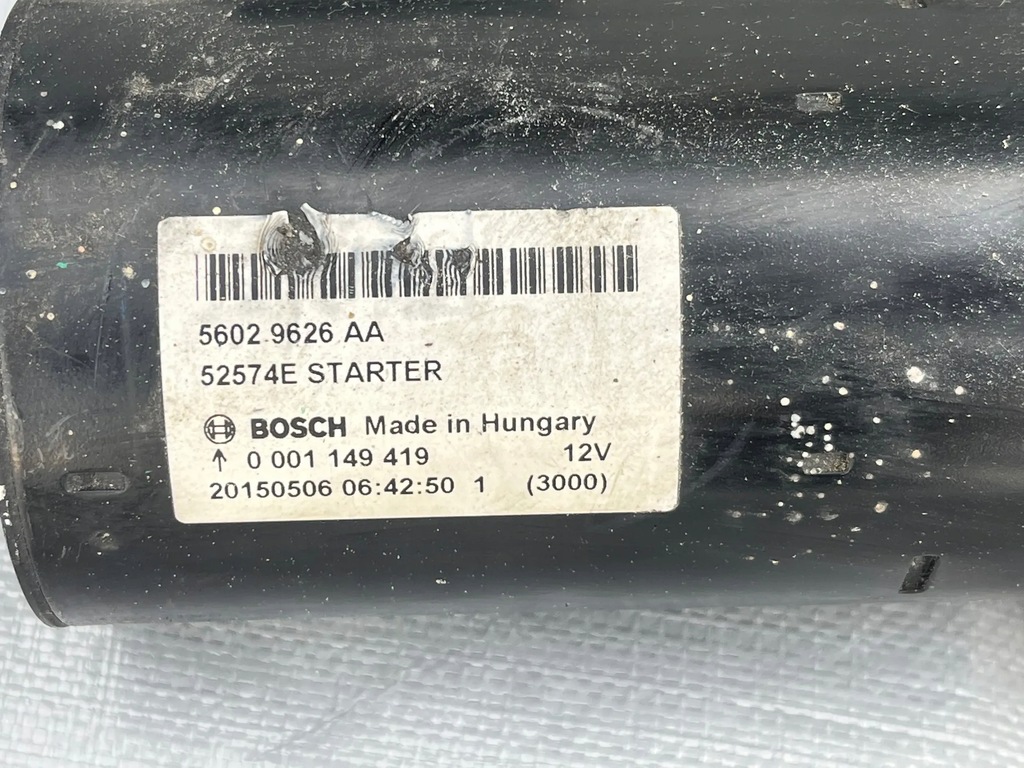 5602 9626 AA
52574E STARTER
BOSCH Made in Hungary
↑ 0 001 149 419 12V
20150506 06:42:50 1 (3000)